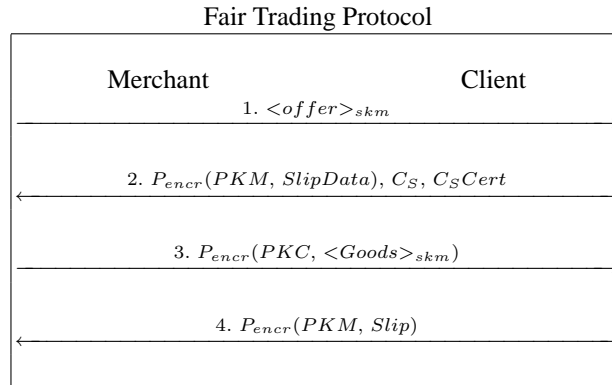 Fair Trading Protocol
Merchant Client
1. <offer>skm
2. Pencr(PKM, SlipData), CS, CSCert
3. Pencr(PKC, <Goods>skm)
4. Pencr(PKM, Slip)